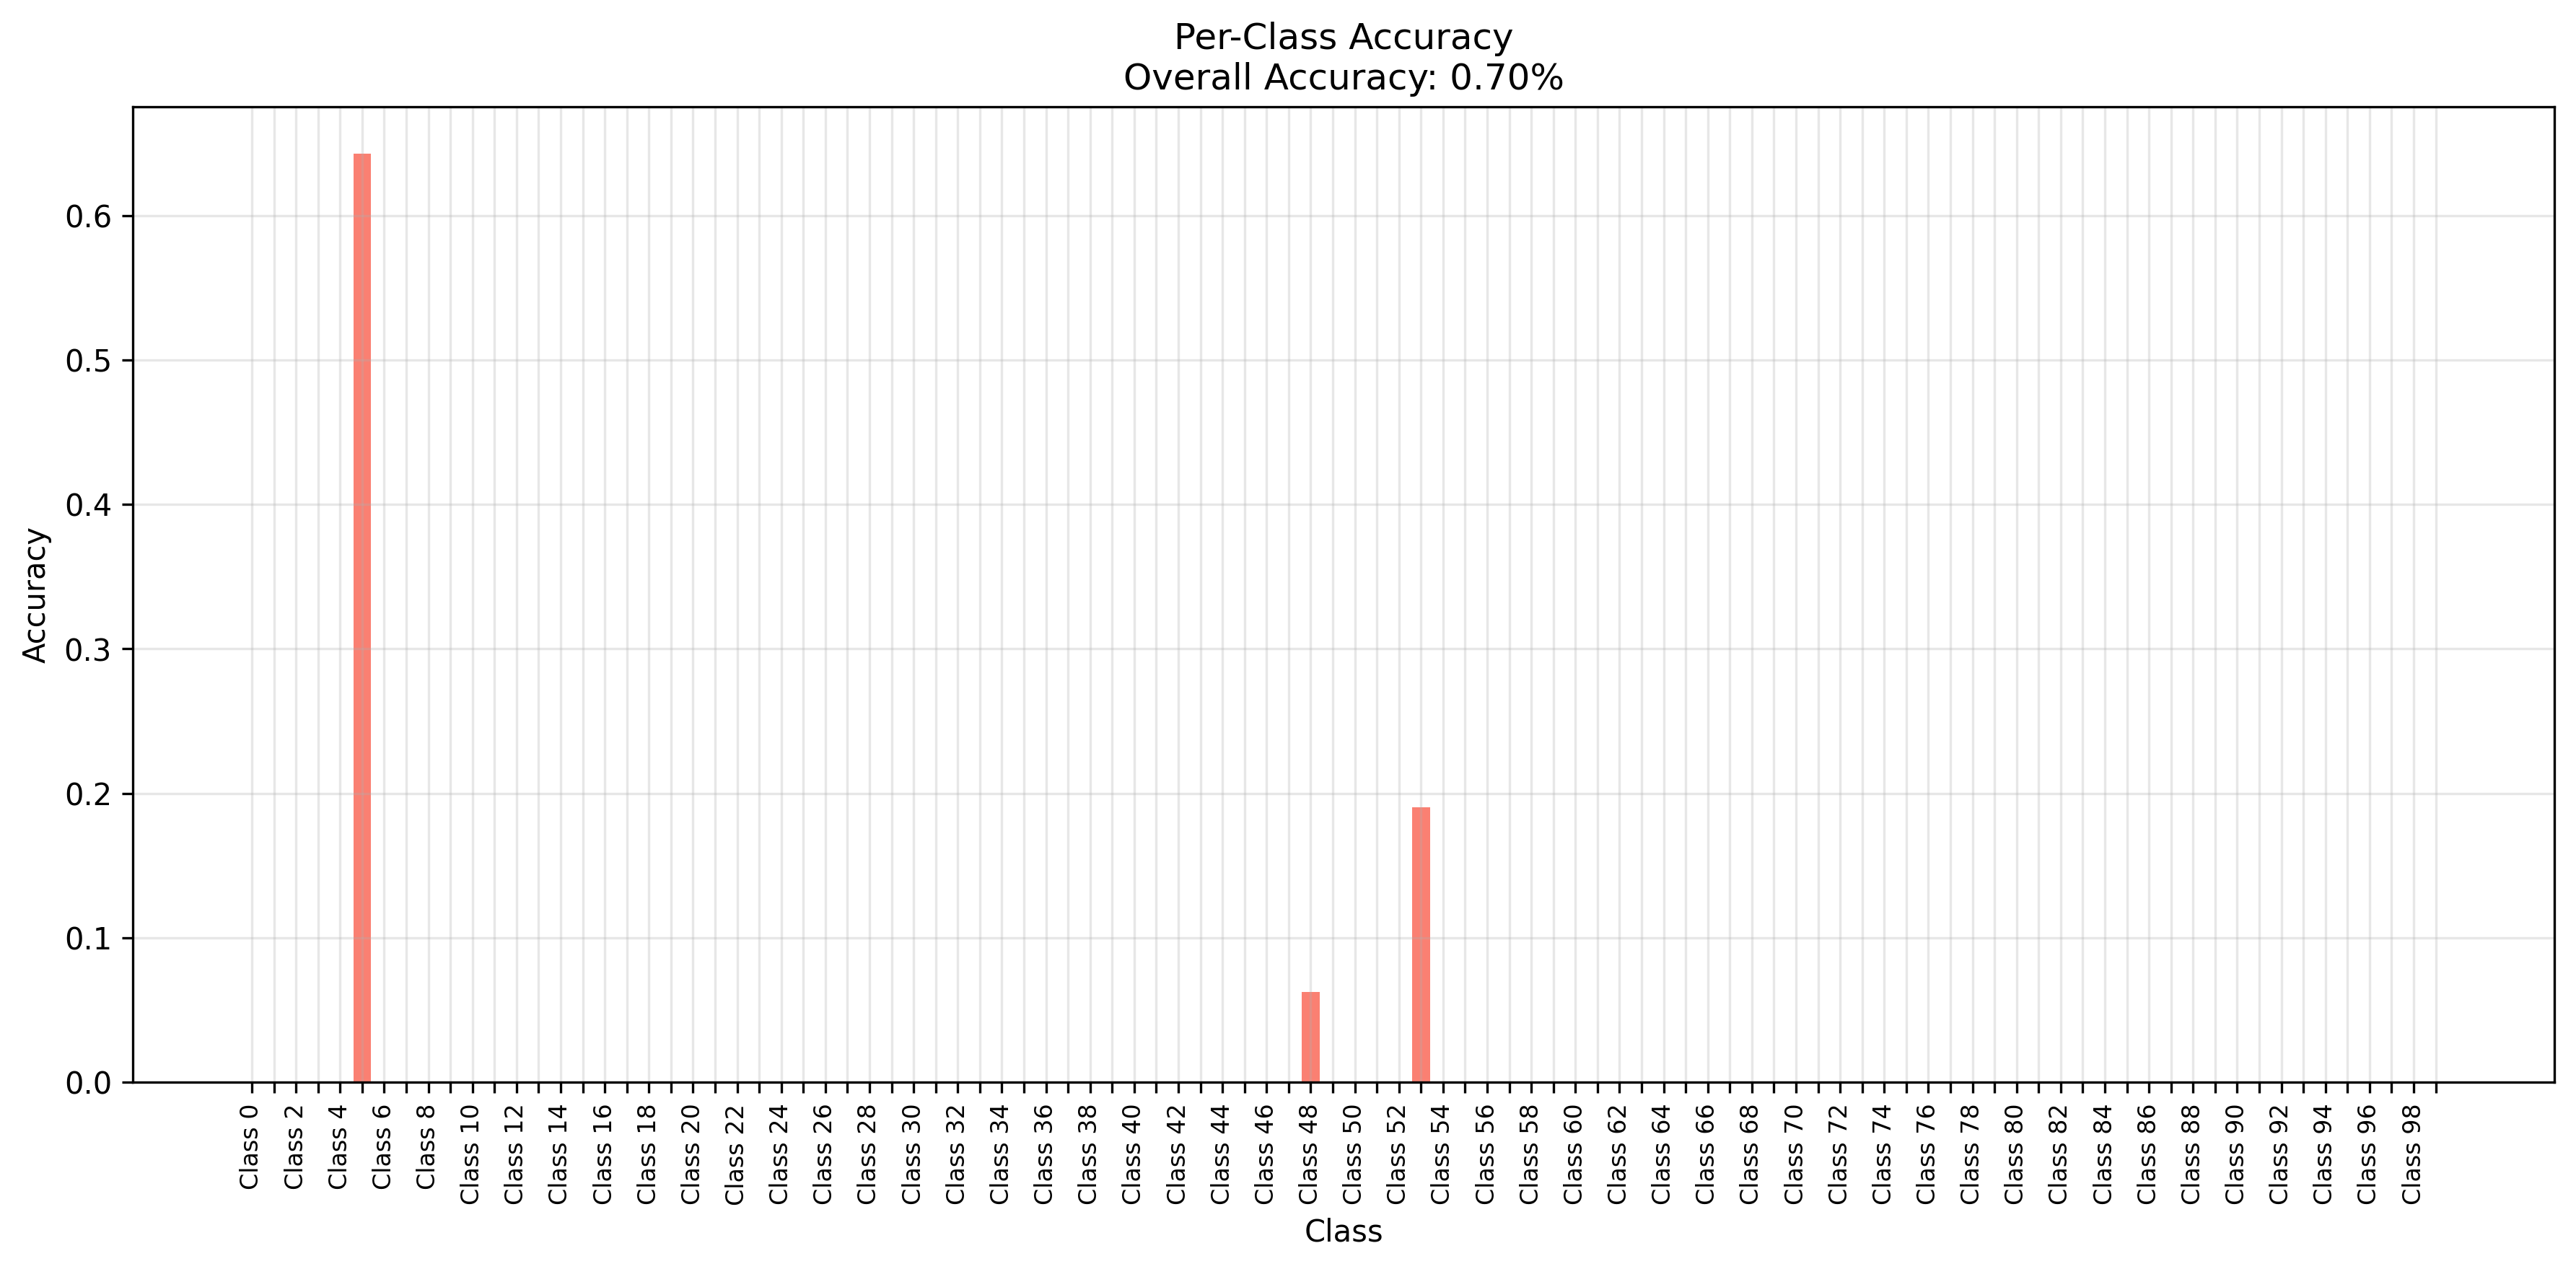 Per-Class Accuracy
Overall Accuracy: 0.70%
Accuracy
0.6
0.5
0.4
0.3
0.2
0.1
0.0
Class 0
Class 2
Class 4
Class 6
Class 8
Class 10
Class 12
Class 14
Class 16
Class 18
Class 20
Class 22
Class 24
Class 26
Class 28
Class 30
Class 32
Class 34
Class 36
Class 38
Class 40
Class 42
Class 44
Class 46
Class 48
Class 50
Class 52
Class 54
Class 56
Class 58
Class 60
Class 62
Class 64
Class 66
Class 68
Class 70
Class 72
Class 74
Class 76
Class 78
Class 80
Class 82
Class 84
Class 86
Class 88
Class 90
Class 92
Class 94
Class 96
Class 98
Class